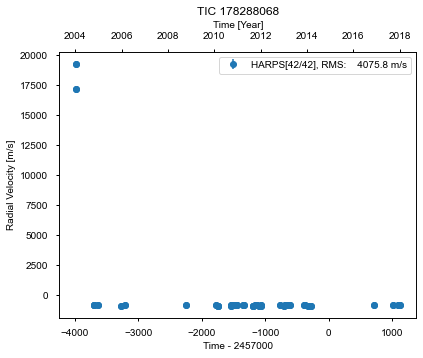 TIC 178288068
Time [Year]
2004 2006 2008 2010 2012 2014 2016 2018
HARPS[42/42], RMS: 4075.8 m/s
Radial Velocity [m/s]
20000
17500
15000
12500
10000
7500
5000
2500
0
−4000 −3000 −2000 −1000 0 1000
Time - 2457000